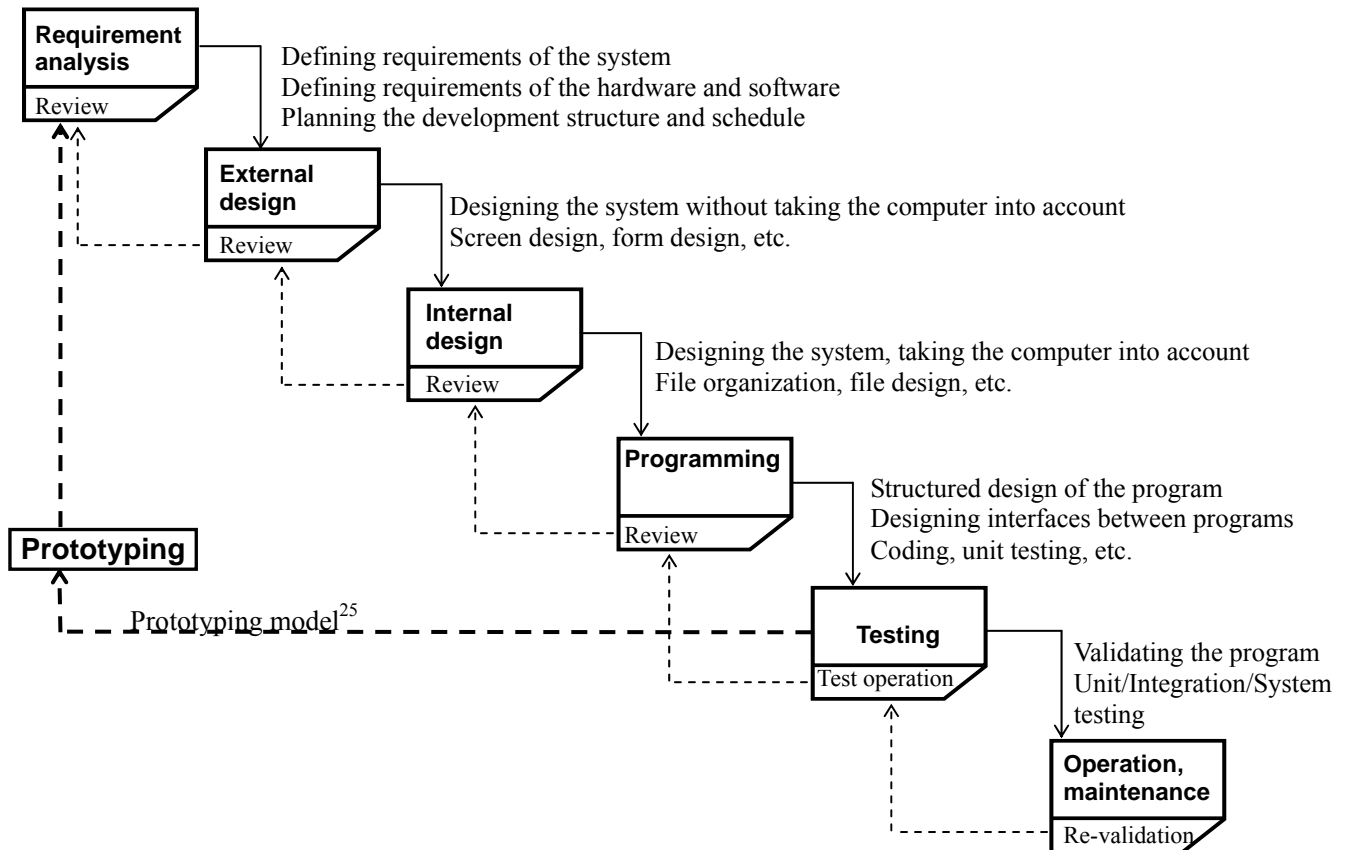 Requirement
analysis
Review
Defining requirements of the system
Defining requirements of the hardware and software
Planning the development structure and schedule
External
design
Review
Designing the system without taking the computer into account
Screen design, form design, etc.
Internal
design
Review
Designing the system, taking the computer into account
File organization, file design, etc.
Programming
Review
Structured design of the program
Designing interfaces between programs
Coding, unit testing, etc.
Prototyping
Prototyping model25
Testing
Test operation
Validating the program
Unit/Integration/System
testing
Operation,
maintenance
Re-validation